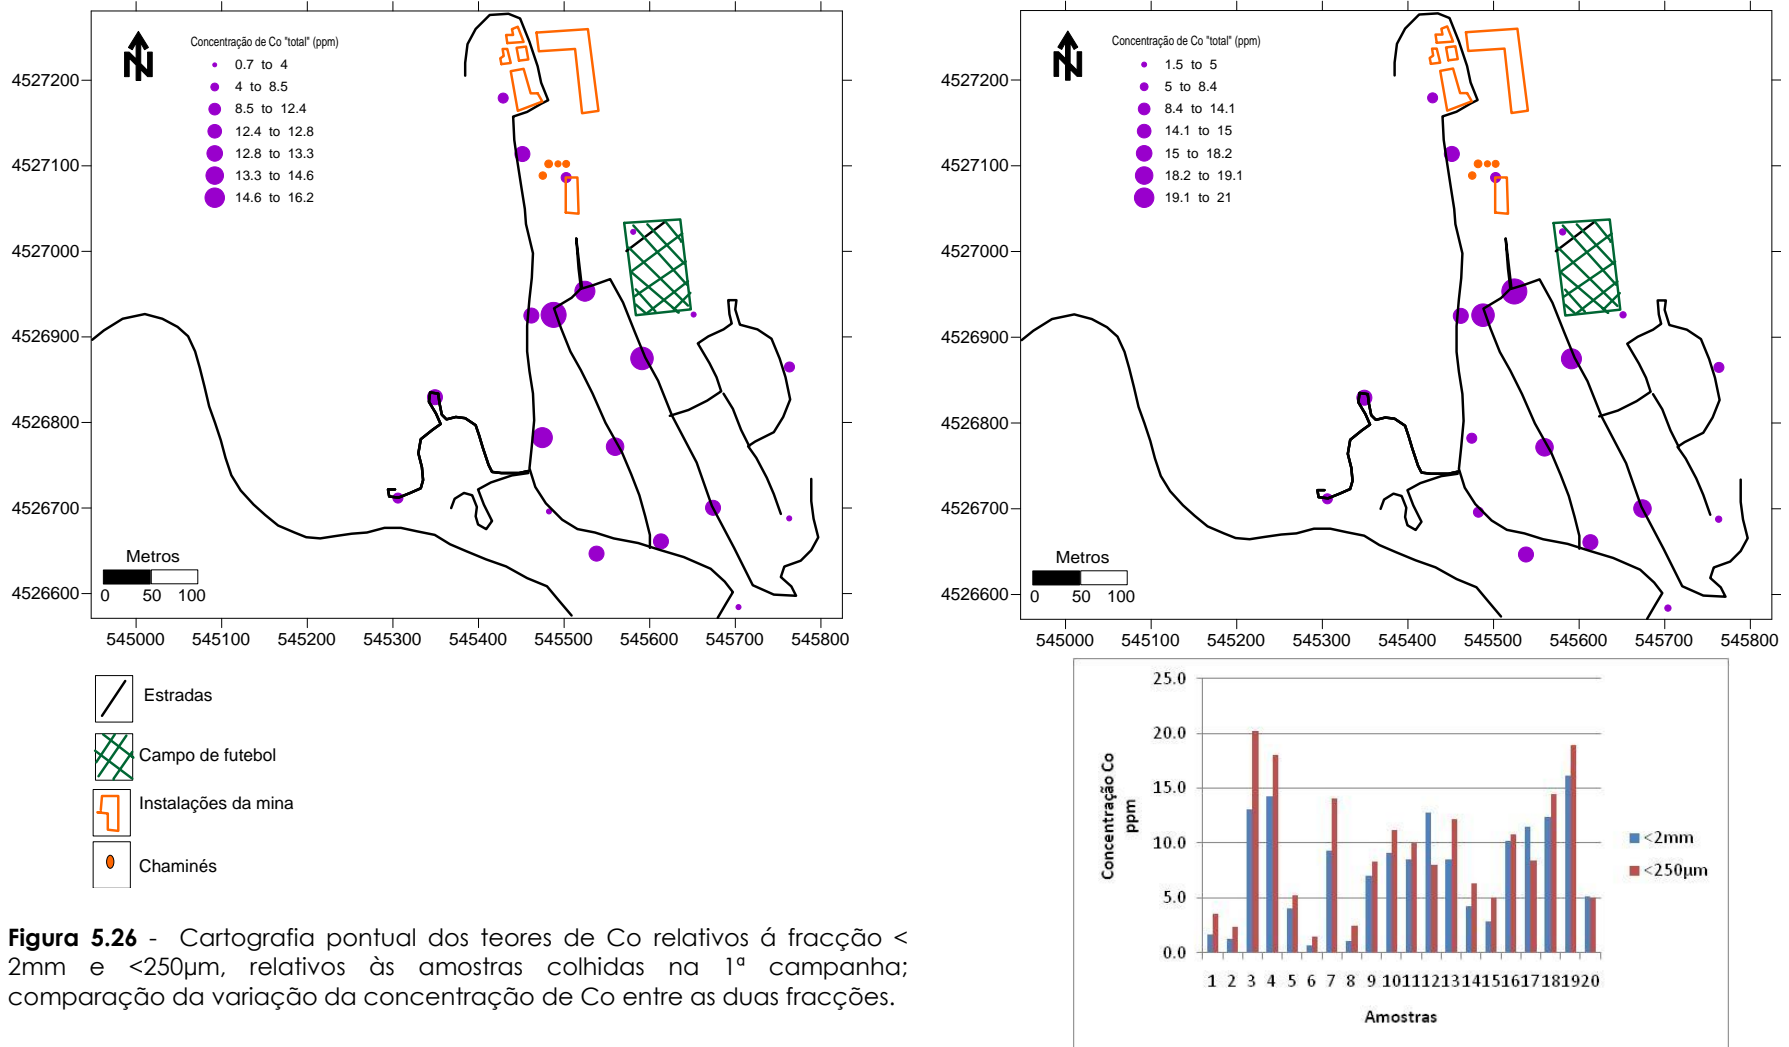 Concentração de Co "total" (ppm)
0.7 to 4
4 to 8.5
8.5 to 12.4
12.4 to 12.8
12.8 to 13.3
13.3 to 14.6
14.6 to 16.2
N
4527200
4527100
4527000
4526900
4526800
4526700
4526600
Metros
0 50 100
545000 545100 545200 545300 545400 545500 545600 545700 545800
Concentração de Co "total" (ppm)
1.5 to 5
5 to 8.4
8.4 to 14.1
14.1 to 15
15 to 18.2
18.2 to 19.1
19.1 to 21
N
4527200
4527100
4527000
4526900
4526800
4526700
4526600
Metros
0 50 100
545000 545100 545200 545300 545400 545500 545600 545700 545800
Estradas
Campo de futebol
Instalações da mina
Chaminés
25.0
20.0
15.0
10.0
5.0
0.0
Concentração Co
ppm
1 2 3 4 5 6 7 8 9 10 11 12 13 14 15 16 17 18 19 20
Amostras
<2mm
<250µm
Figura 5.26 - Cartografia pontual dos teores de Co relativos á fracção <
2mm e <250µm, relativos às amostras colhidas na 1ª campanha;
comparação da variação da concentração de Co entre as duas fracções.